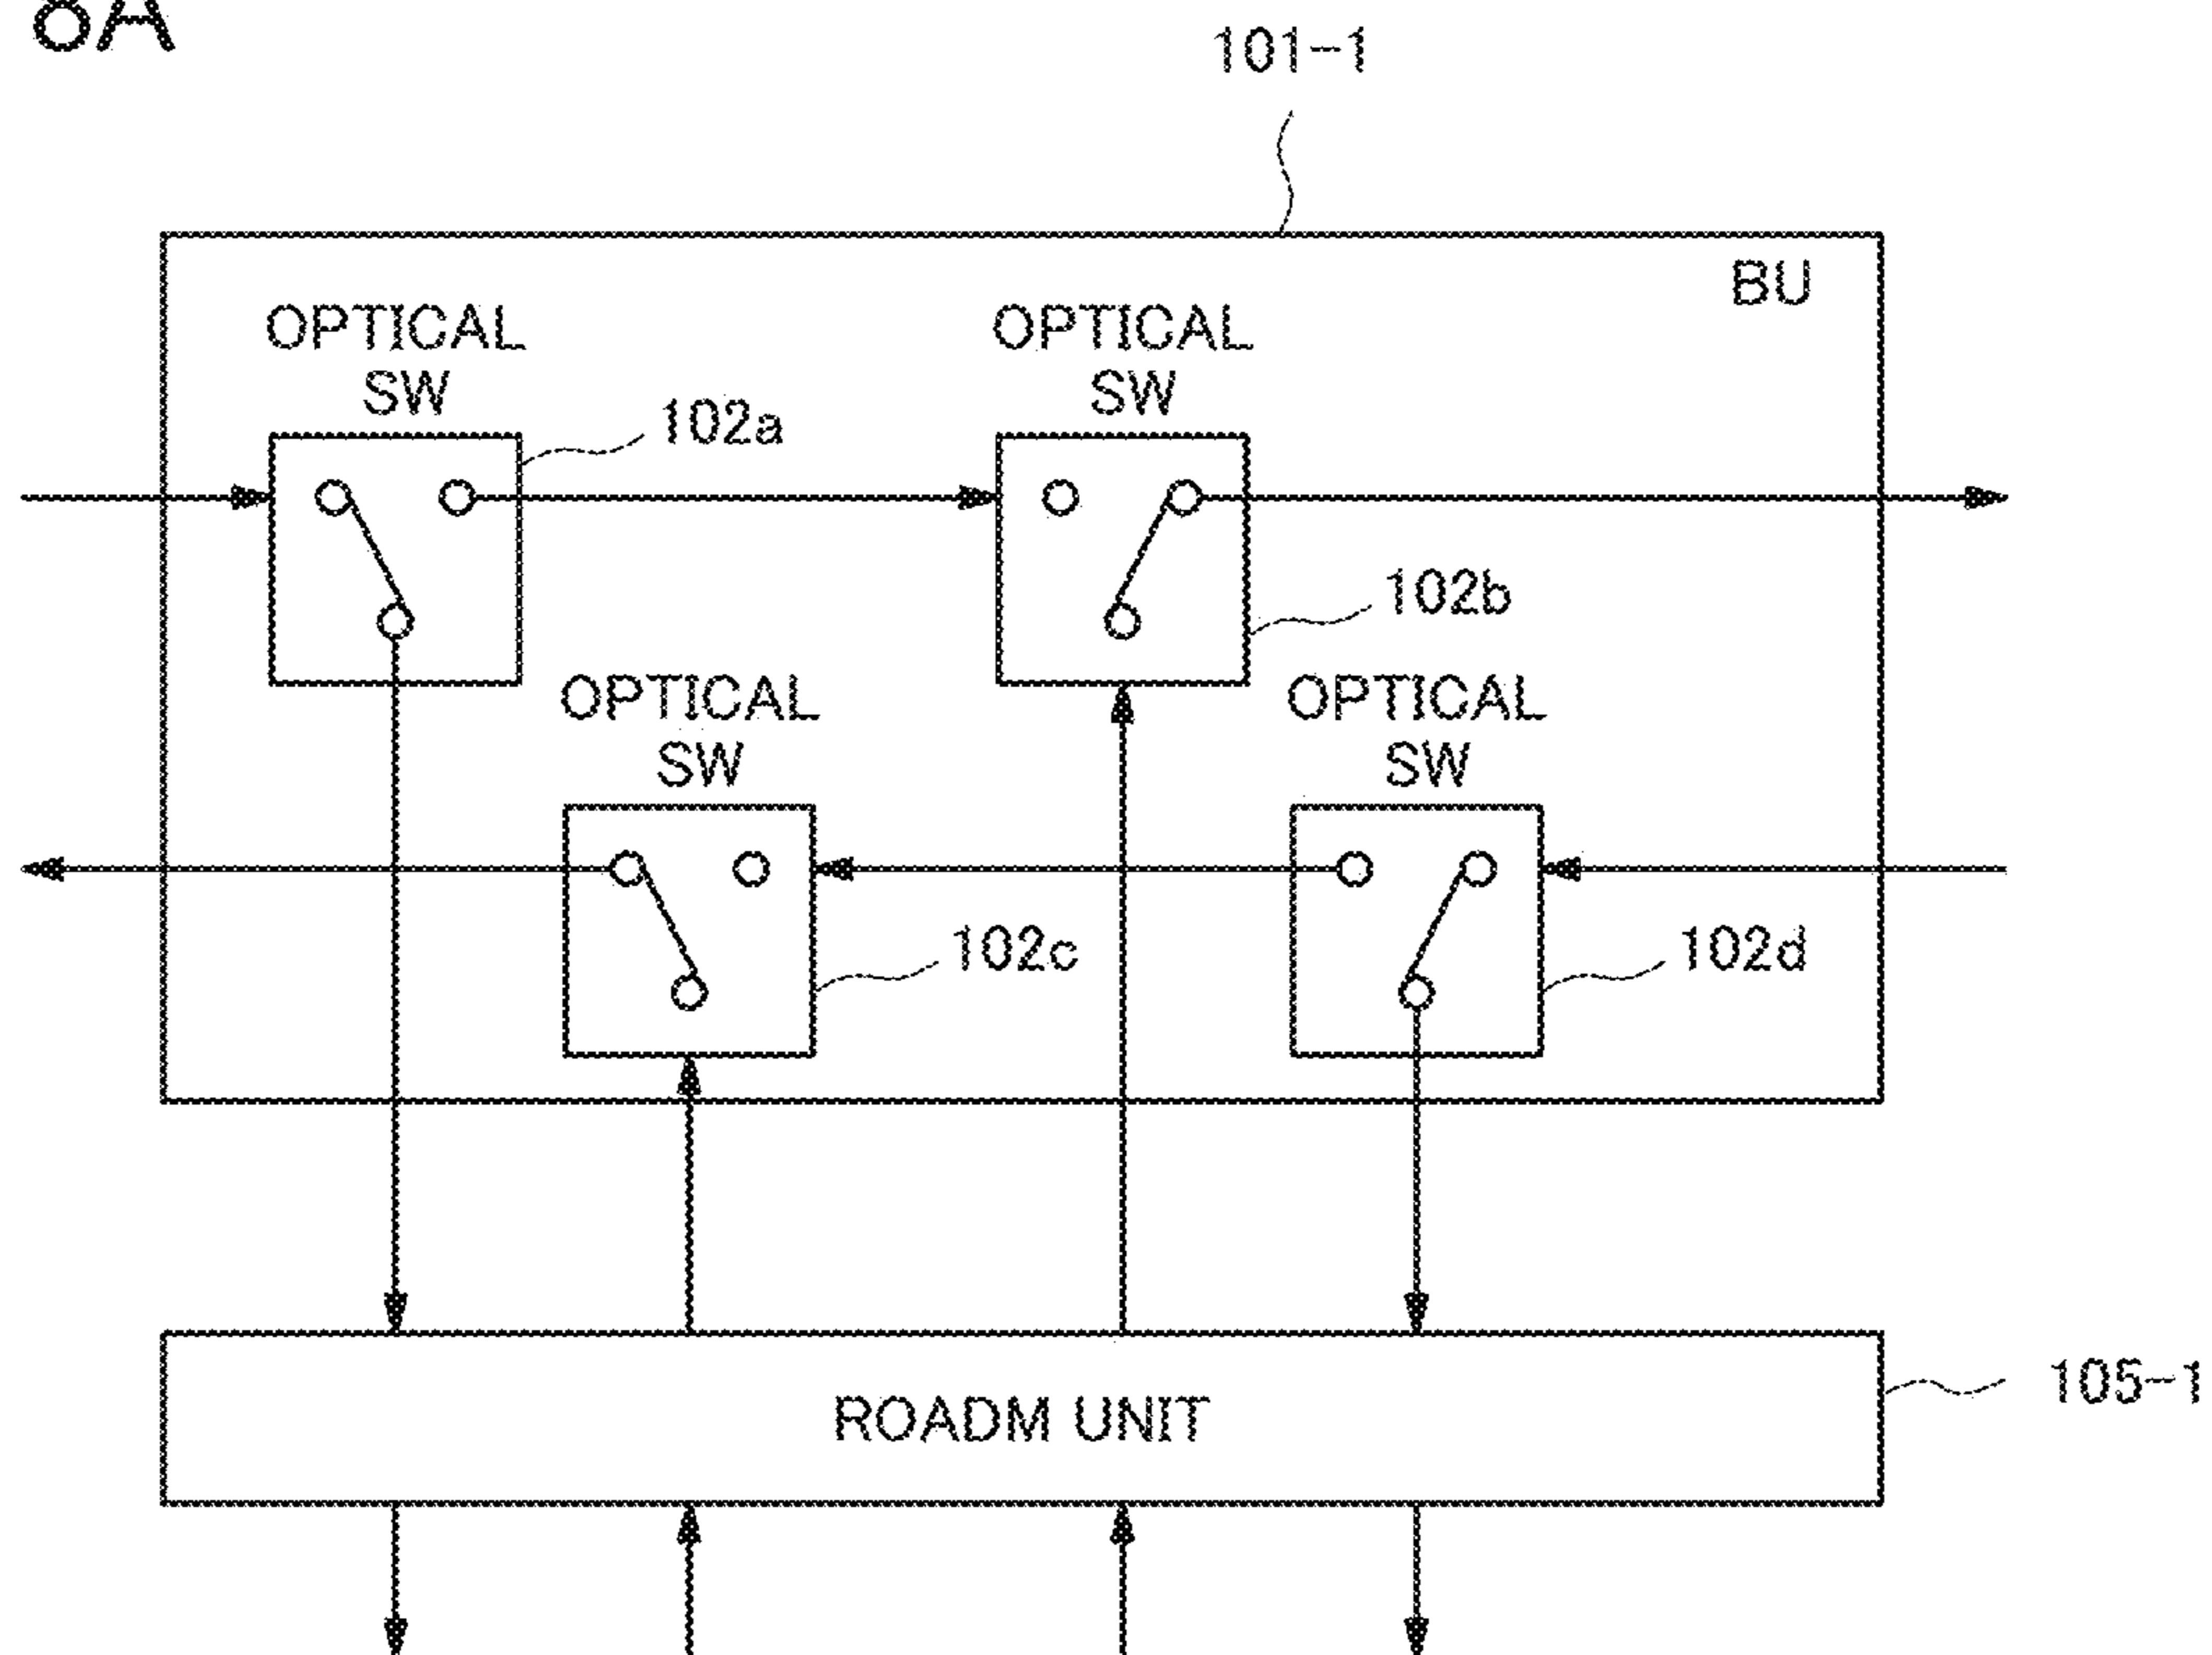 8A
101-1
BU
OPTICAL
SW
OPTICAL
SW
102a
102b
OPTICAL
SW
OPTICAL
SW
102c
102d
ROADM UNIT
105-1